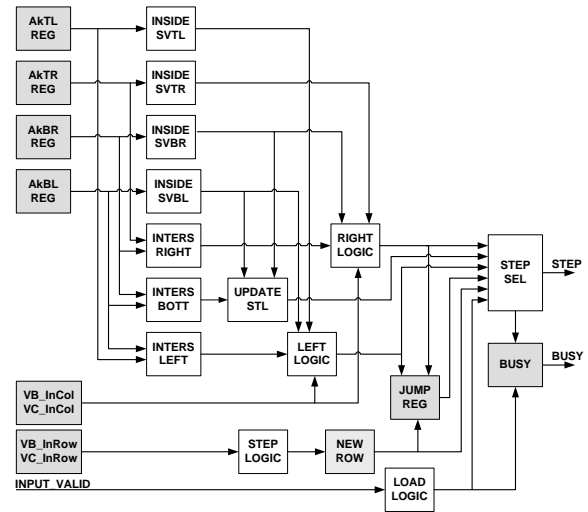 AkTL
REG
INSIDE
SVTL
AkTR
REG
INSIDE
SVTR
AkBR
REG
INSIDE
SVBR
AkBL
REG
INSIDE
SVBL
INTERS
RIGHT
RIGHT
LOGIC
STEP
SEL
STEP
INTERS
BOTT
UPDATE
STL
INTERS
LEFT
LEFT
LOGIC
BUSY
BUSY
VB_InCol
VC_InCol
JUMP
REG
VB_InRow
VC_InRow
STEP
LOGIC
NEW
ROW
INPUT_VALID
LOAD
LOGIC